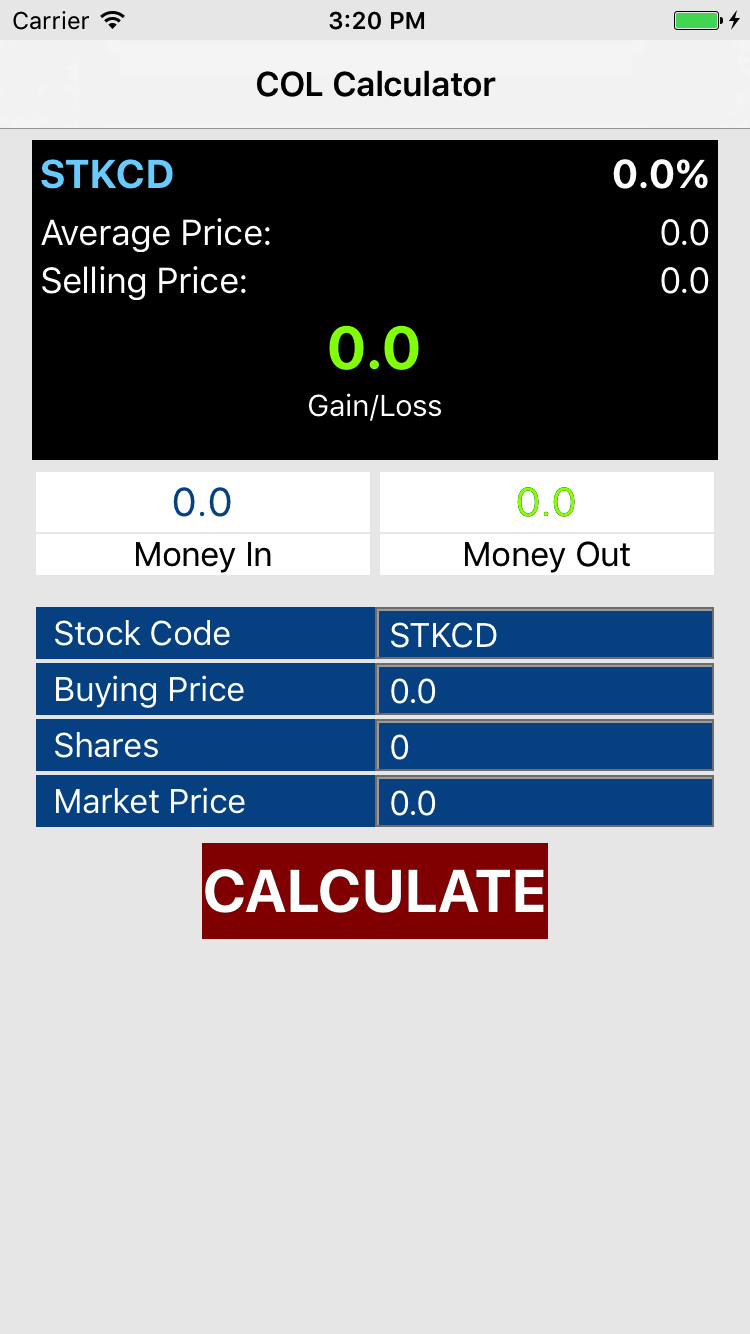 Carrier 3:20 PM
COL Calculator
STKCD 0.0%
Average Price: 0.0
Selling Price: 0.0
0.0
Gain/Loss
0.0 0.0
Money In Money Out
Stock Code STKCD
Buying Price 0.0
Shares 0
Market Price 0.0
CALCULATE